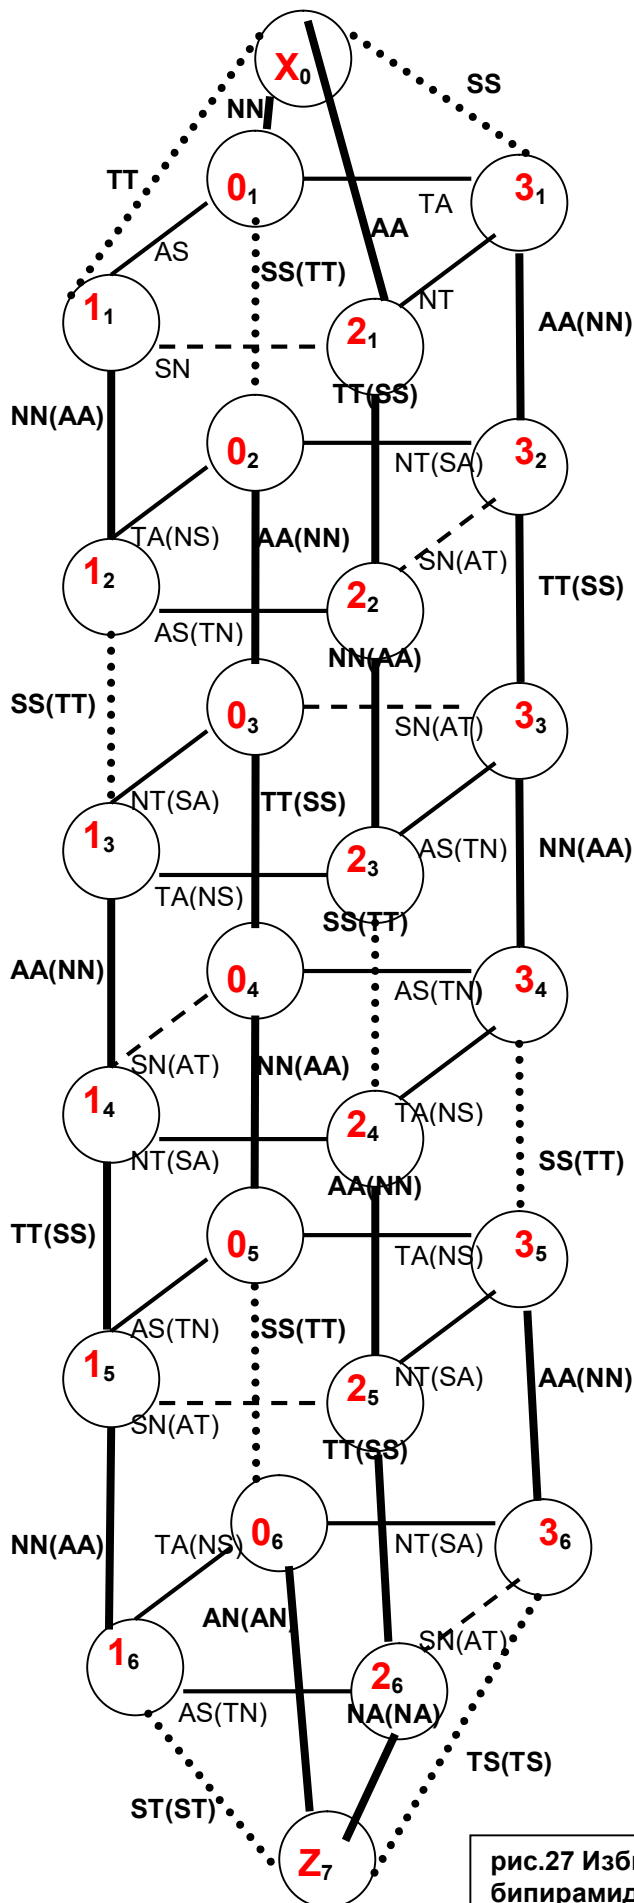 X₀
SS
NN
TT
0₁
3₁
TA
AA
AS
SS(TT)
1₁
NT
2₁
AA(NN)
SN
TT(SS)
NN(AA)
0₂
3₂
NT(SA)
TA(NS)
AA(NN)
SN(AT)
1₂
2₂
TT(SS)
AS(TN)
NN(AA)
SS(TT)
0₃
3₃
SN(AT)
NT(SA)
TT(SS)
1₃
AS(TN)
NN(AA)
2₃
TA(NS)
SS(TT)
AA(NN)
0₄
3₄
AS(TN)
SN(AT)
NN(AA)
1₄
TA(NS)
2₄
NT(SA)
SS(TT)
AA(NN)
TT(SS)
0₅
3₅
TA(NS)
AS(TN)
SS(TT)
1₅
NT(SA)
AA(NN)
2₅
SN(AT)
TT(SS)
0₆
3₆
NN(AA)
TA(NS)
NT(SA)
AN(AN)
1₆
SN(AT)
2₆
AS(TN)
NA(NA)
TS(TS)
ST(ST)
Z₇
рис.27